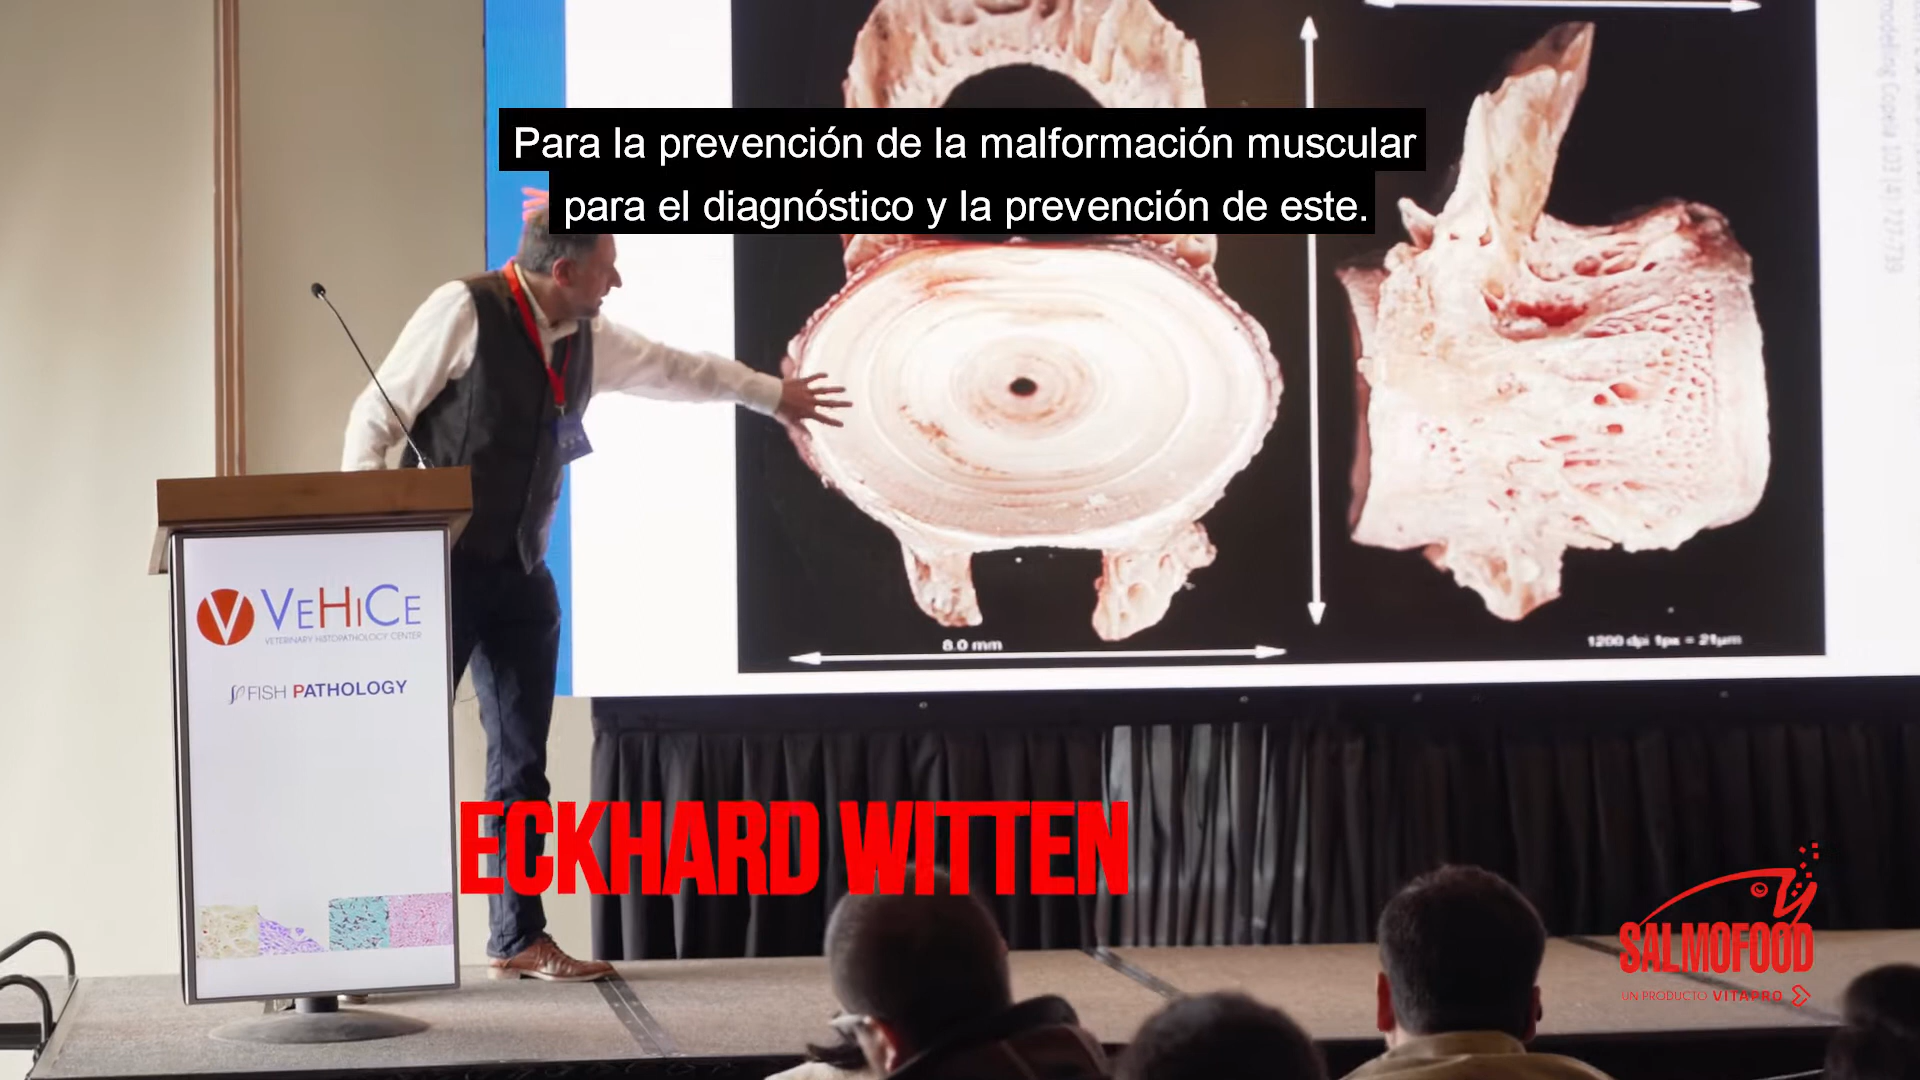 Para la prevención de la malformación muscular
para el diagnóstico y la prevención de este.
VEHICE
VETERINARY HISTOPATHOLOGY CENTER
FISH PATHOLOGY
8.0 mm
1200 dpi 1px = 21µm
ECKHARD WITTEN
SALMOFOOD
UN PRODUCTO VITAPRO